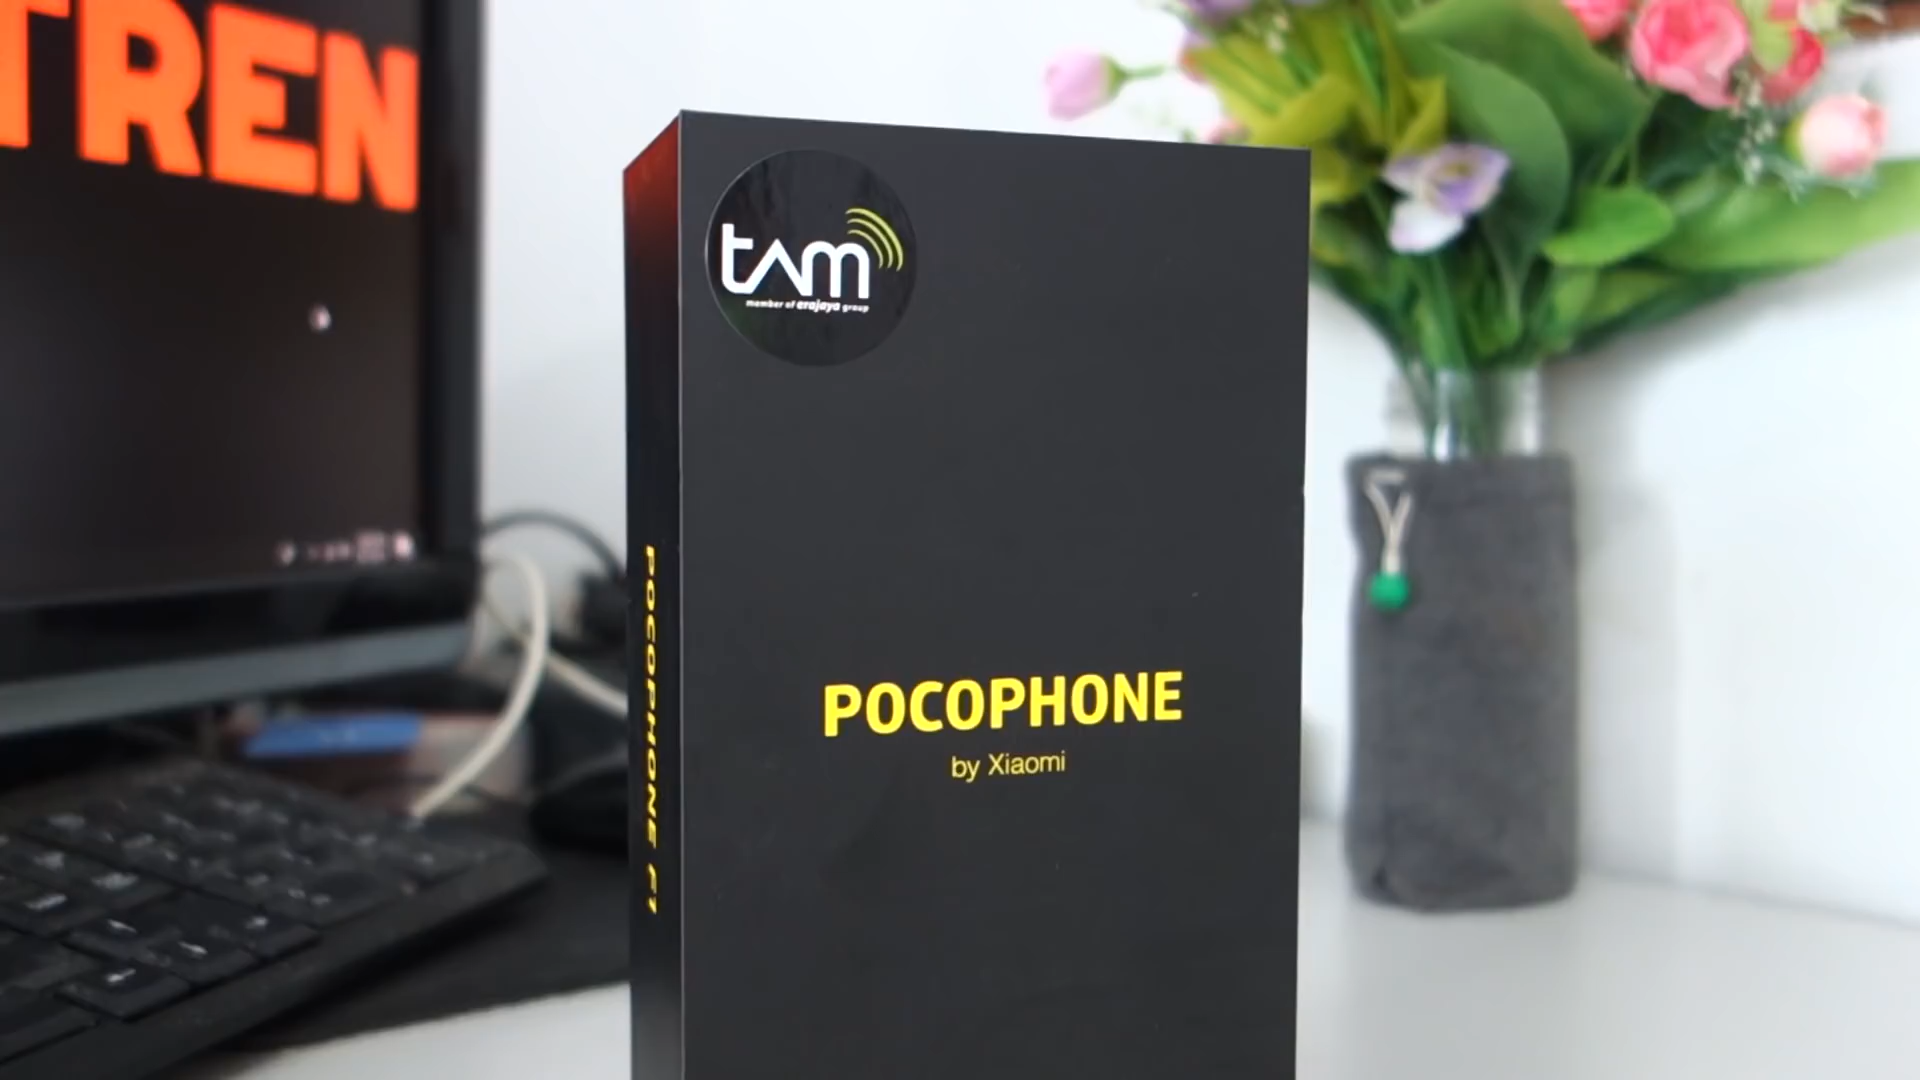 TREN
tam
member of erajaya group
POCOPHONE
by Xiaomi
POCOPHONE F1